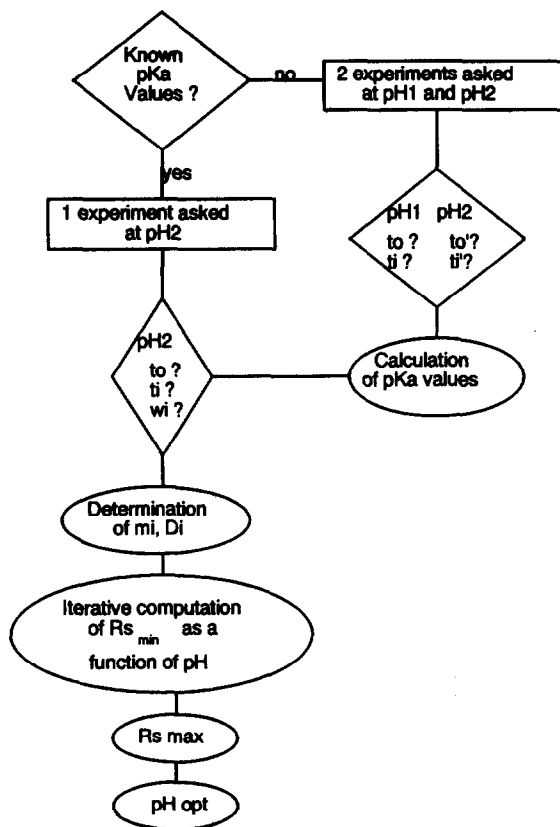 Known
pKa
Values ?
no
2 experiments asked
at pH1 and pH2
yes
1 experiment asked
at pH2
pH1 pH2
to ? to'?
ti ? ti'?
pH2
to ?
ti ?
wi ?
Calculation
of pKa values
Determination
of mi, Di
Iterative computation
of Rs min as a
function of pH
Rs max
pH opt